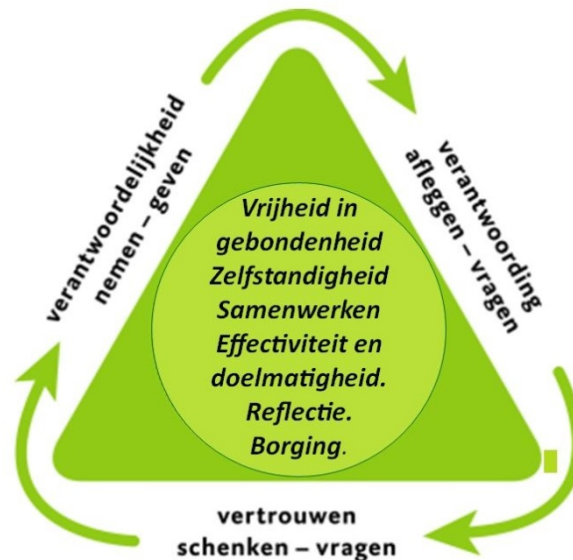 verantwoordelijkheid
nemen – geven
verantwoording
afleggen – vragen
Vrijheid in
gebondenheid
Zelfstandigheid
Samenwerken
Effectiviteit en
doelmatigheid.
Reflectie.
Borging.
vertrouwen
schenken – vragen